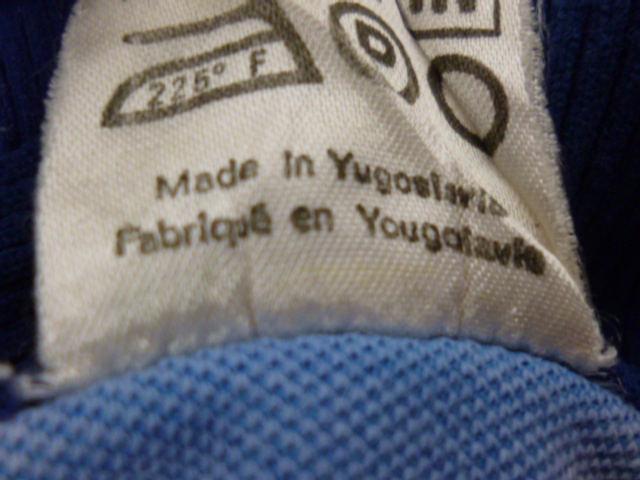 225° F
D
Made in Yugoslavia
Fabriqué en Yougoslavie